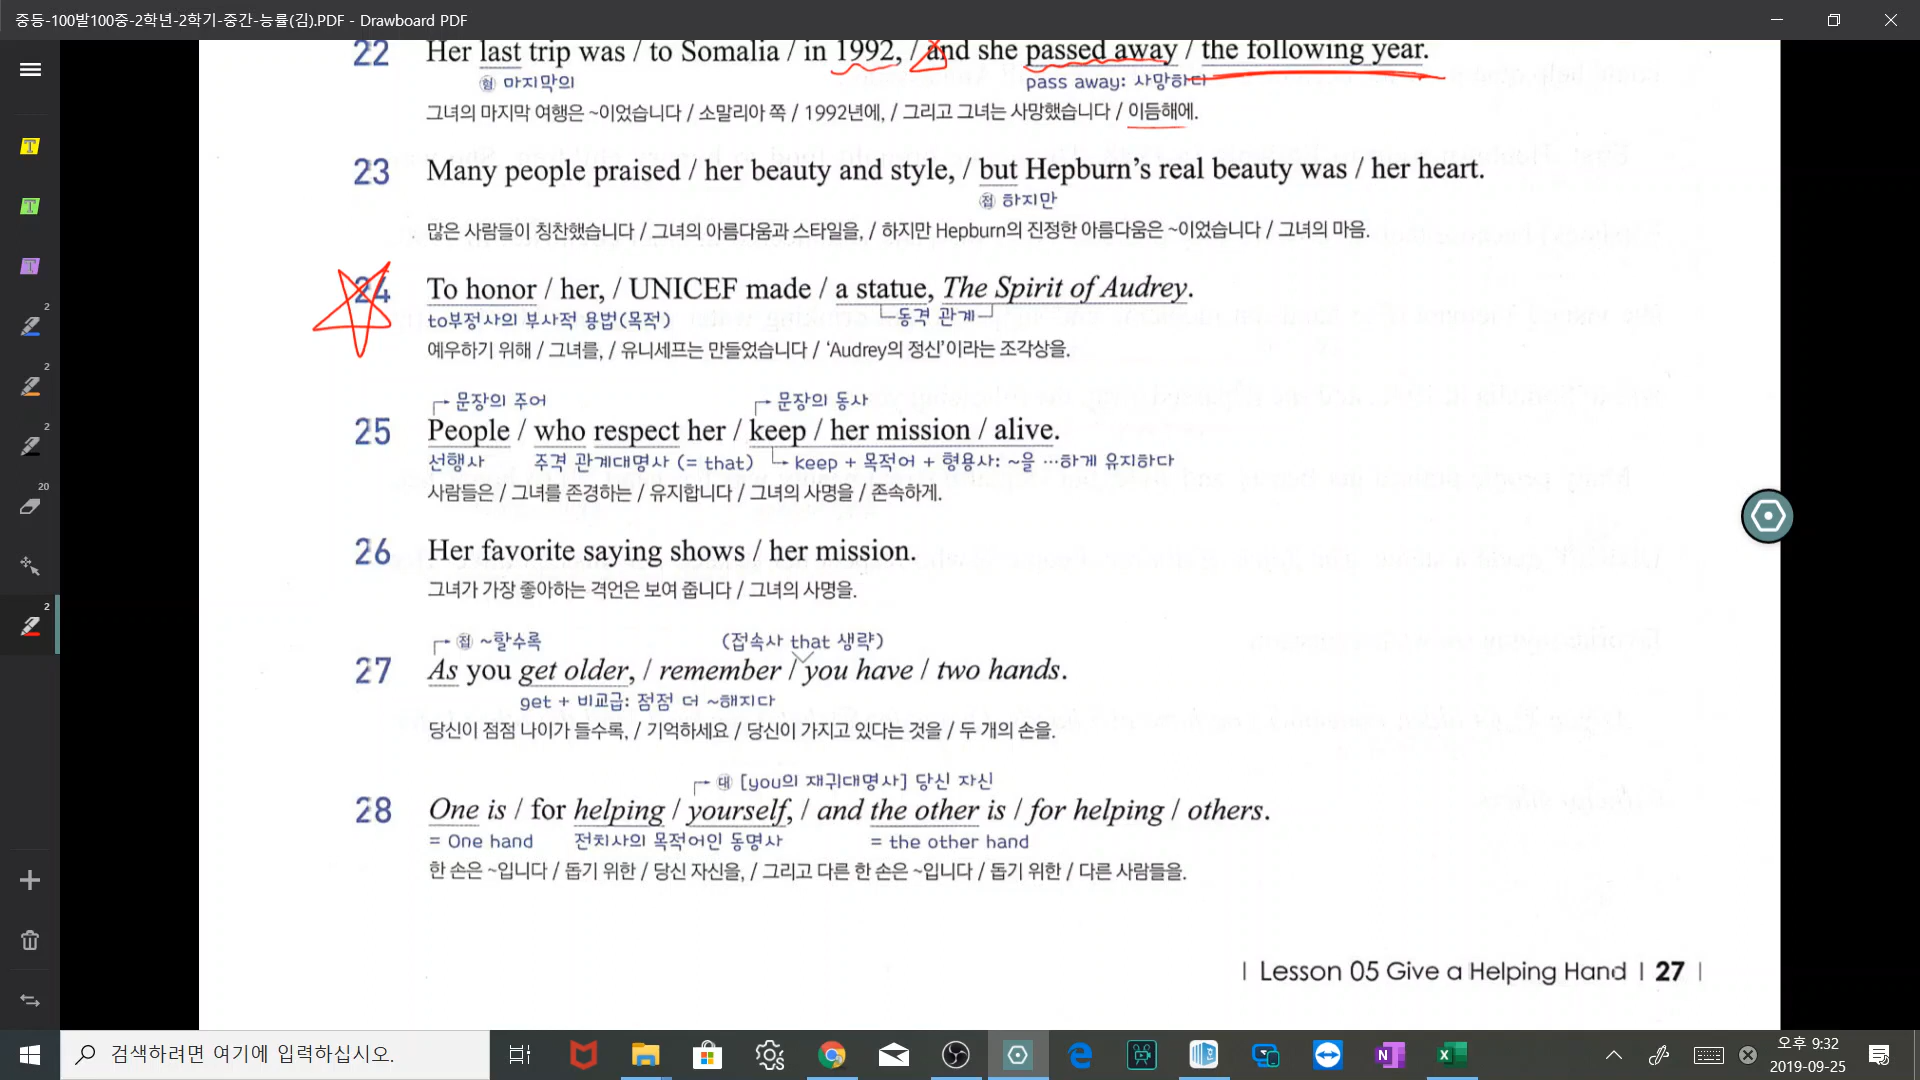 중등-100발100중-2학년-2학기-중간-능률(김).PDF - Drawboard PDF
22 Her last trip was / to Somalia / in 1992, / and she passed away / the following year.
형 마지막의 pass away: 사망하다
그녀의 마지막 여행은 ~이었습니다 / 소말리아 쪽 / 1992년에, / 그리고 그녀는 사망했습니다 / 이듬해에.
23 Many people praised / her beauty and style, / but Hepburn's real beauty was / her heart.
접 하지만
많은 사람들이 칭찬했습니다 / 그녀의 아름다움과 스타일을, / 하지만 Hepburn의 진정한 아름다움은 ~이었습니다 / 그녀의 마음.
24 To honor / her, / UNICEF made / a statue, The Spirit of Audrey.
to부정사의 부사적 용법(목적) 동격 관계
예우하기 위해 / 그녀를, / 유니세프는 만들었습니다 / 'Audrey의 정신'이라는 조각상을.
문장의 주어 문장의 동사
25 People / who respect her / keep / her mission / alive.
선행사 주격 관계대명사 (= that) keep + 목적어 + 형용사: ~을 …하게 유지하다
사람들은 / 그녀를 존경하는 / 유지합니다 / 그녀의 사명을 / 존속하게.
26 Her favorite saying shows / her mission.
그녀가 가장 좋아하는 격언은 보여 줍니다 / 그녀의 사명을.
접 ~할수록 (접속사 that 생략)
27 As you get older, / remember / you have / two hands.
get + 비교급: 점점 더 ~해지다
당신이 점점 나이가 들수록, / 기억하세요 / 당신이 가지고 있다는 것을 / 두 개의 손을.
대 [you의 재귀대명사] 당신 자신
28 One is / for helping / yourself, / and the other is / for helping / others.
= One hand 전치사의 목적어인 동명사 = the other hand
한 손은 ~입니다 / 돕기 위한 / 당신 자신을, / 그리고 다른 한 손은 ~입니다 / 돕기 위한 / 다른 사람들을.
Lesson 05 Give a Helping Hand | 27
T
T
T
2
2
2
20
2
검색하려면 여기에 입력하십시오.
오후 9:32
2019-09-25